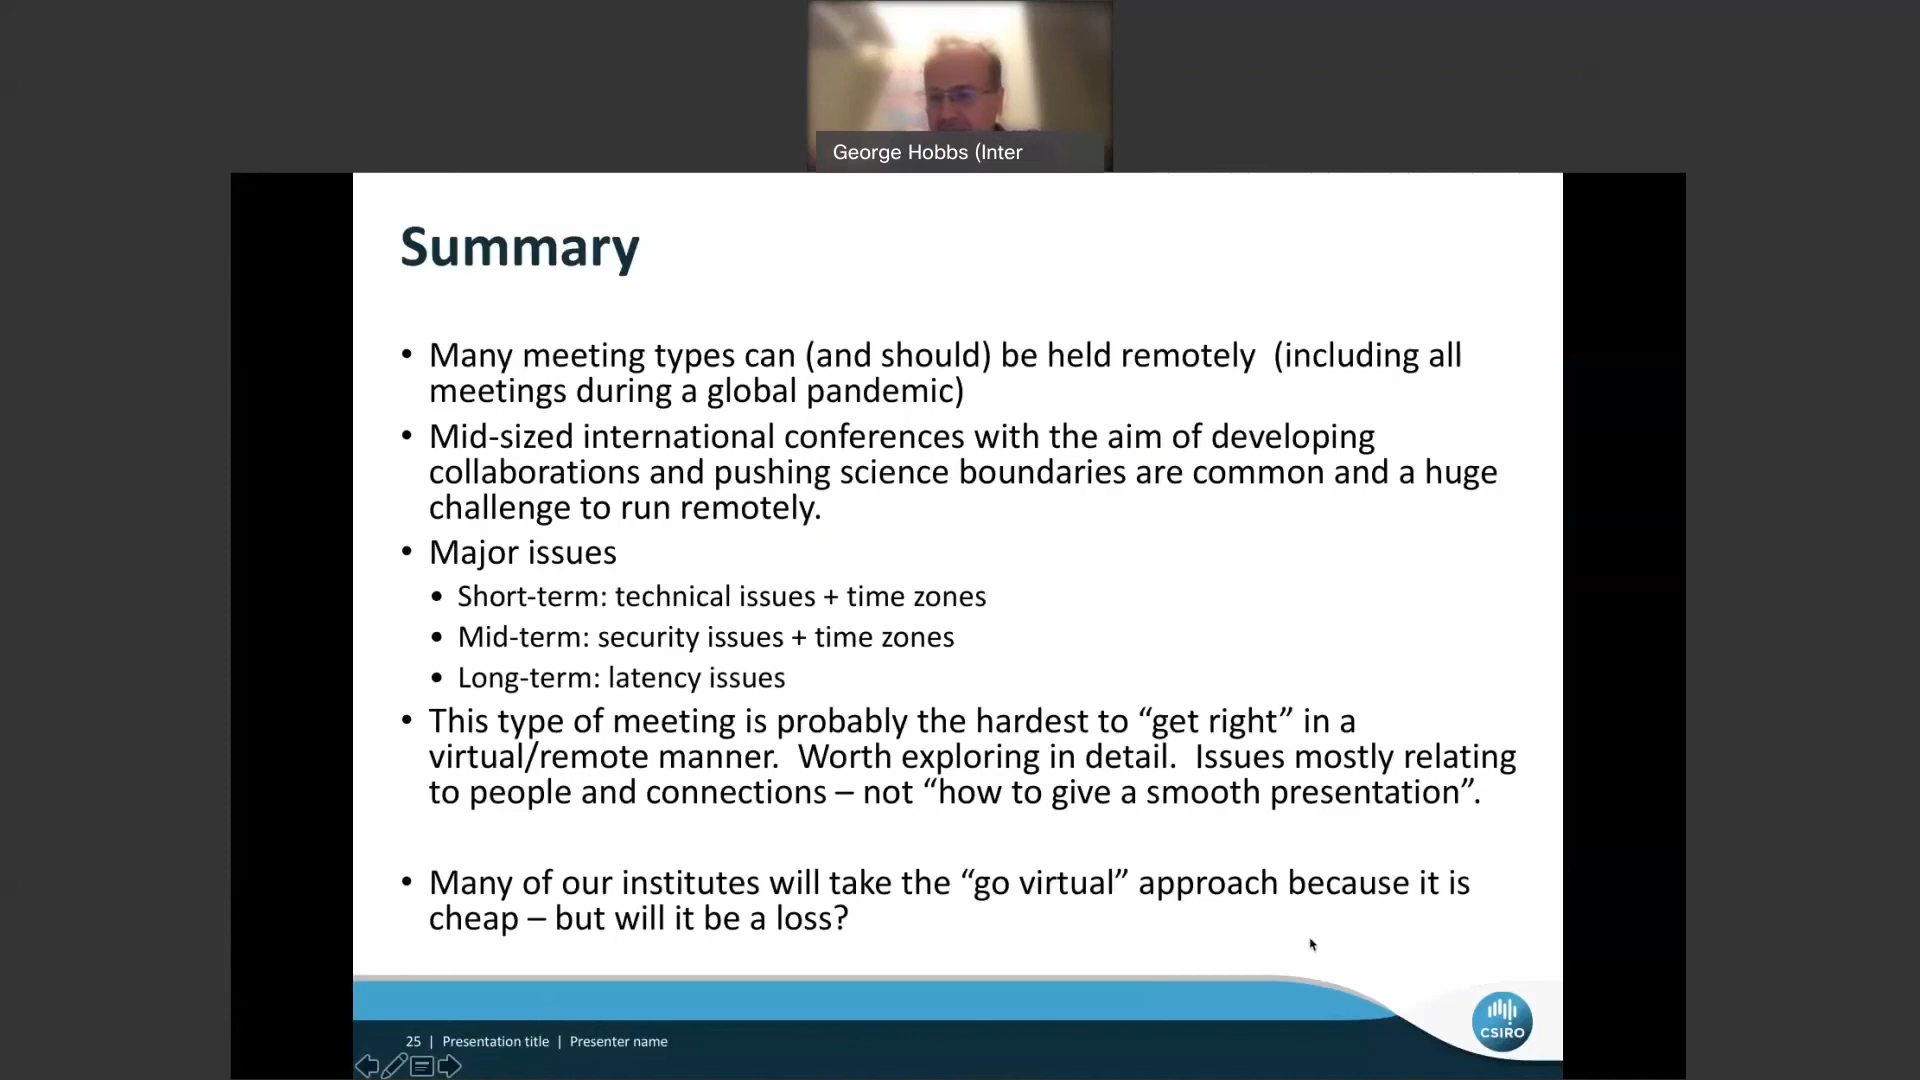 George Hobbs (Inter
Summary
• Many meeting types can (and should) be held remotely  (including all
meetings during a global pandemic)
• Mid-sized international conferences with the aim of developing
collaborations and pushing science boundaries are common and a huge
challenge to run remotely.
• Major issues
• Short-term: technical issues + time zones
• Mid-term: security issues + time zones
• Long-term: latency issues
• This type of meeting is probably the hardest to “get right” in a
virtual/remote manner.  Worth exploring in detail.  Issues mostly relating
to people and connections – not “how to give a smooth presentation”.
• Many of our institutes will take the “go virtual” approach because it is
cheap – but will it be a loss?
CSIRO
25 | Presentation title | Presenter name